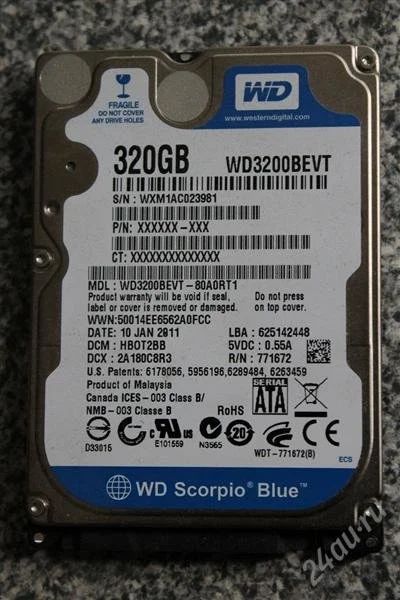 WD
www.westerndigital.com
FRAGILE
DO NOT COVER
ANY DRIVE HOLES
320GB WD3200BEVT
S/N : WXM1AC023981
P/N: XXXXXX-XXX
CT: XXXXXXXXXXXXXX
MDL: WD3200BEVT-80A0RT1
Product warranty will be void if seal, Do not press
label or cover is removed or damaged. on top cover.
WWN:50014EE6562A0FCC
DATE: 10 JAN 2011 LBA: 625142448
DCM: HBOT2BB 5VDC: 0.55A
DCX: 2A180C8R3 R/N: 771672
U.S. Patents: 6178056, 5956196,6289484, 6263459
Product of Malaysia
Canada ICES-003 Class B/
NMB-003 Classe B
RoHS
SERIAL
ATA
D33015 E101559 N3565 20 WDT-771672(B)
ECS
WD Scorpio® Blue™
24au.ru